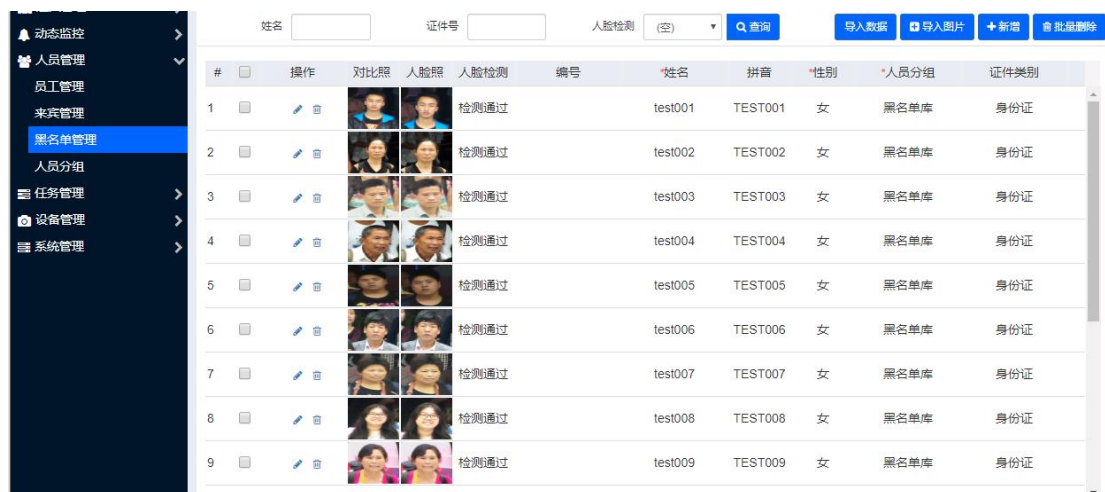 姓名 证件号 人脸检测 (空) 查询 导入数据 导入图片 新增 批量删除
动态监控
人员管理
员工管理
来宾管理
黑名单管理
人员分组
任务管理
设备管理
系统管理
# 操作 对比照 人脸照 人脸检测 编号 *姓名 拼音 *性别 *人员分组 证件类别
1 检测通过 test001 TEST001 女 黑名单库 身份证
2 检测通过 test002 TEST002 女 黑名单库 身份证
3 检测通过 test003 TEST003 女 黑名单库 身份证
4 检测通过 test004 TEST004 女 黑名单库 身份证
5 检测通过 test005 TEST005 女 黑名单库 身份证
6 检测通过 test006 TEST006 女 黑名单库 身份证
7 检测通过 test007 TEST007 女 黑名单库 身份证
8 检测通过 test008 TEST008 女 黑名单库 身份证
9 检测通过 test009 TEST009 女 黑名单库 身份证